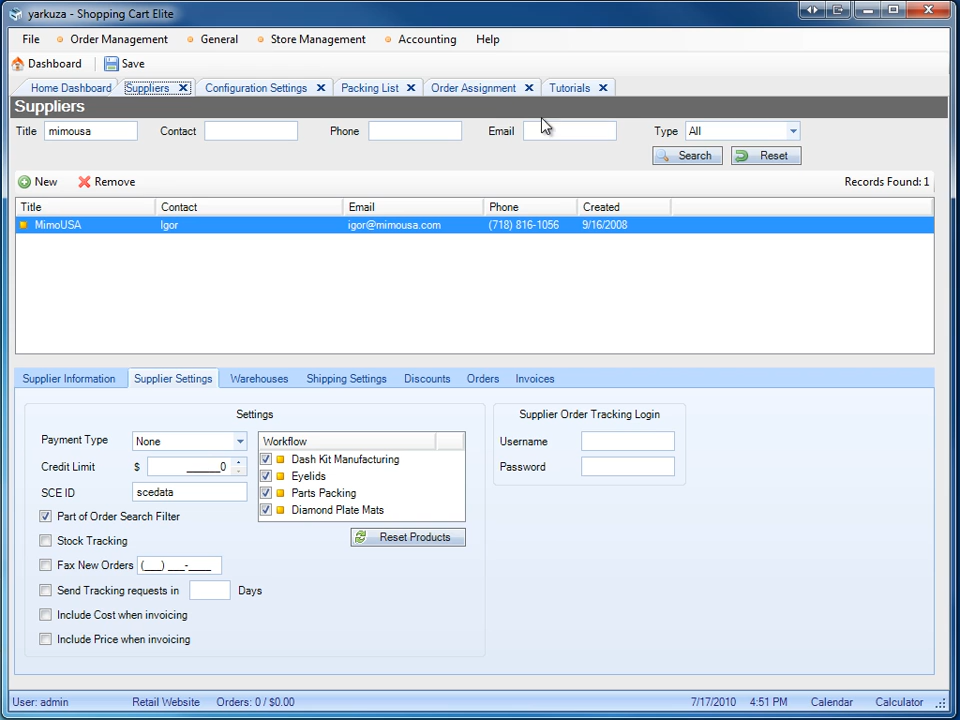 yarkuza - Shopping Cart Elite
File Order Management General Store Management Accounting Help
Dashboard Save
Home Dashboard Suppliers Configuration Settings Packing List Order Assignment Tutorials
Suppliers
Title mimousa Contact Phone Email Type All
Search Reset
New Remove Records Found: 1
Title Contact Email Phone Created
MimoUSA Igor igor@mimousa.com (718) 816-1056 9/16/2008
Supplier Information Supplier Settings Warehouses Shipping Settings Discounts Orders Invoices
Settings
Payment Type None
Credit Limit $ ______0
SCE ID scedata
Part of Order Search Filter
Stock Tracking
Fax New Orders (___) ___-____
Send Tracking requests in Days
Include Cost when invoicing
Include Price when invoicing
Workflow
Dash Kit Manufacturing
Eyelids
Parts Packing
Diamond Plate Mats
Reset Products
Supplier Order Tracking Login
Username
Password
User: admin Retail Website Orders: 0 / $0.00 7/17/2010 4:51 PM Calendar Calculator